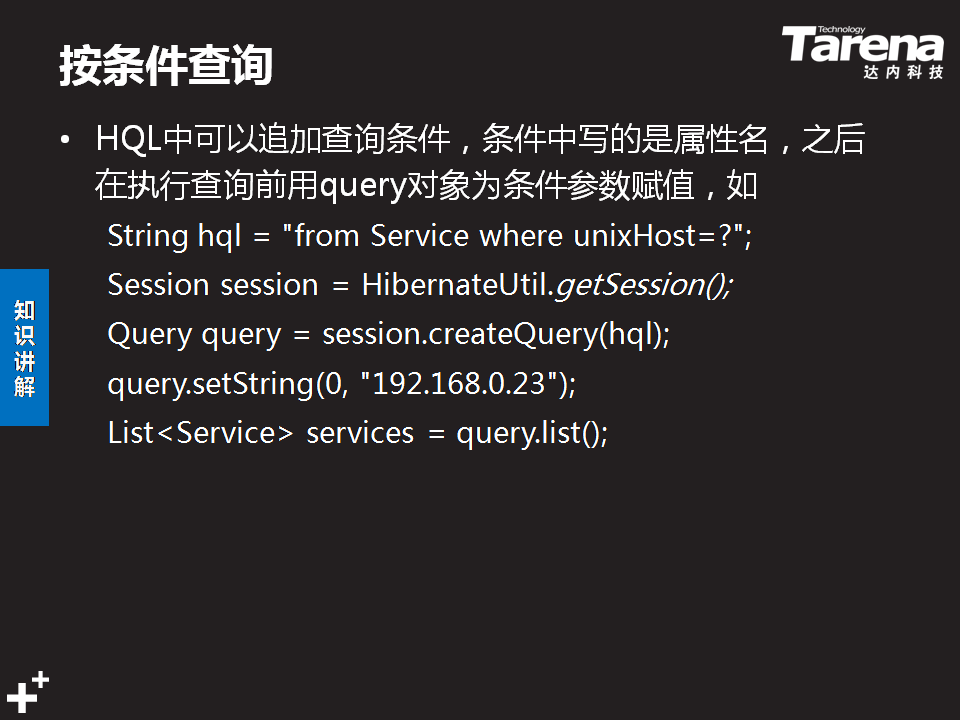 按条件查询
Technology
Tarena
达内科技
• HQL中可以追加查询条件，条件中写的是属性名，之后
在执行查询前用query对象为条件参数赋值，如
String hql = "from Service where unixHost=?";
Session session = HibernateUtil.getSession();
Query query = session.createQuery(hql);
query.setString(0, "192.168.0.23");
List<Service> services = query.list();
知
识
讲
解